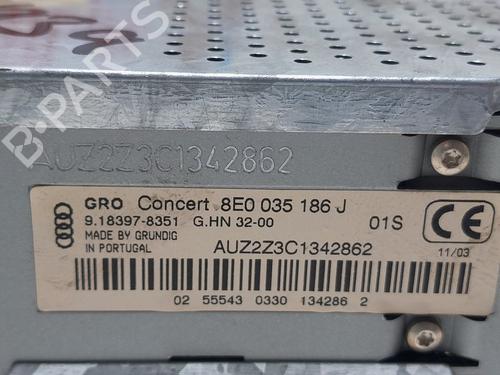 B-PARTS
AUZ2Z3C1342862
GRO Concert 8E0 035 186 J
9.18397-8351 G.HN 32-00 01S
MADE BY GRUNDIG
IN PORTUGAL
AUZ2Z3C1342862
CE
11/03
02 55543 0330 134286 2